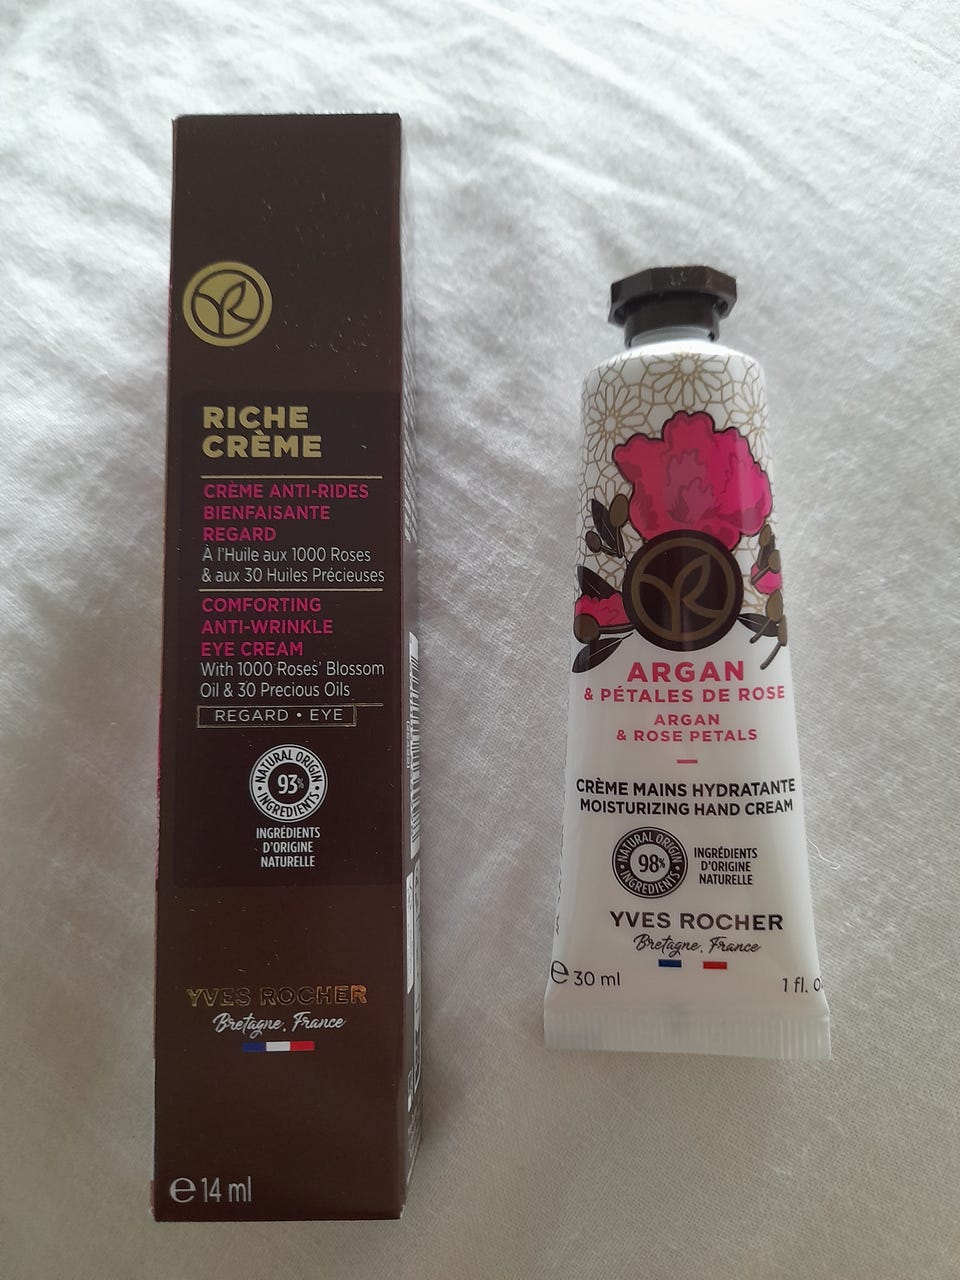 RICHE
CRÈME
CRÈME ANTI-RIDES
BIENFAISANTE
REGARD
À l'Huile aux 1000 Roses
& aux 30 Huiles Précieuses
COMFORTING
ANTI-WRINKLE
EYE CREAM
With 1000 Roses' Blossom
Oil & 30 Precious Oils
REGARD • EYE
NATURAL ORIGIN
93%
INGREDIENTS
INGRÉDIENTS
D'ORIGINE
NATURELLE
YVES ROCHER
Bretagne, France
℮ 14 ml
ARGAN
& PÉTALES DE ROSE
ARGAN
& ROSE PETALS
CRÈME MAINS HYDRATANTE
MOISTURIZING HAND CREAM
NATURAL ORIGIN
98%
INGREDIENTS
INGRÉDIENTS
D'ORIGINE
NATURELLE
YVES ROCHER
Bretagne, France
℮ 30 ml
1 fl. o